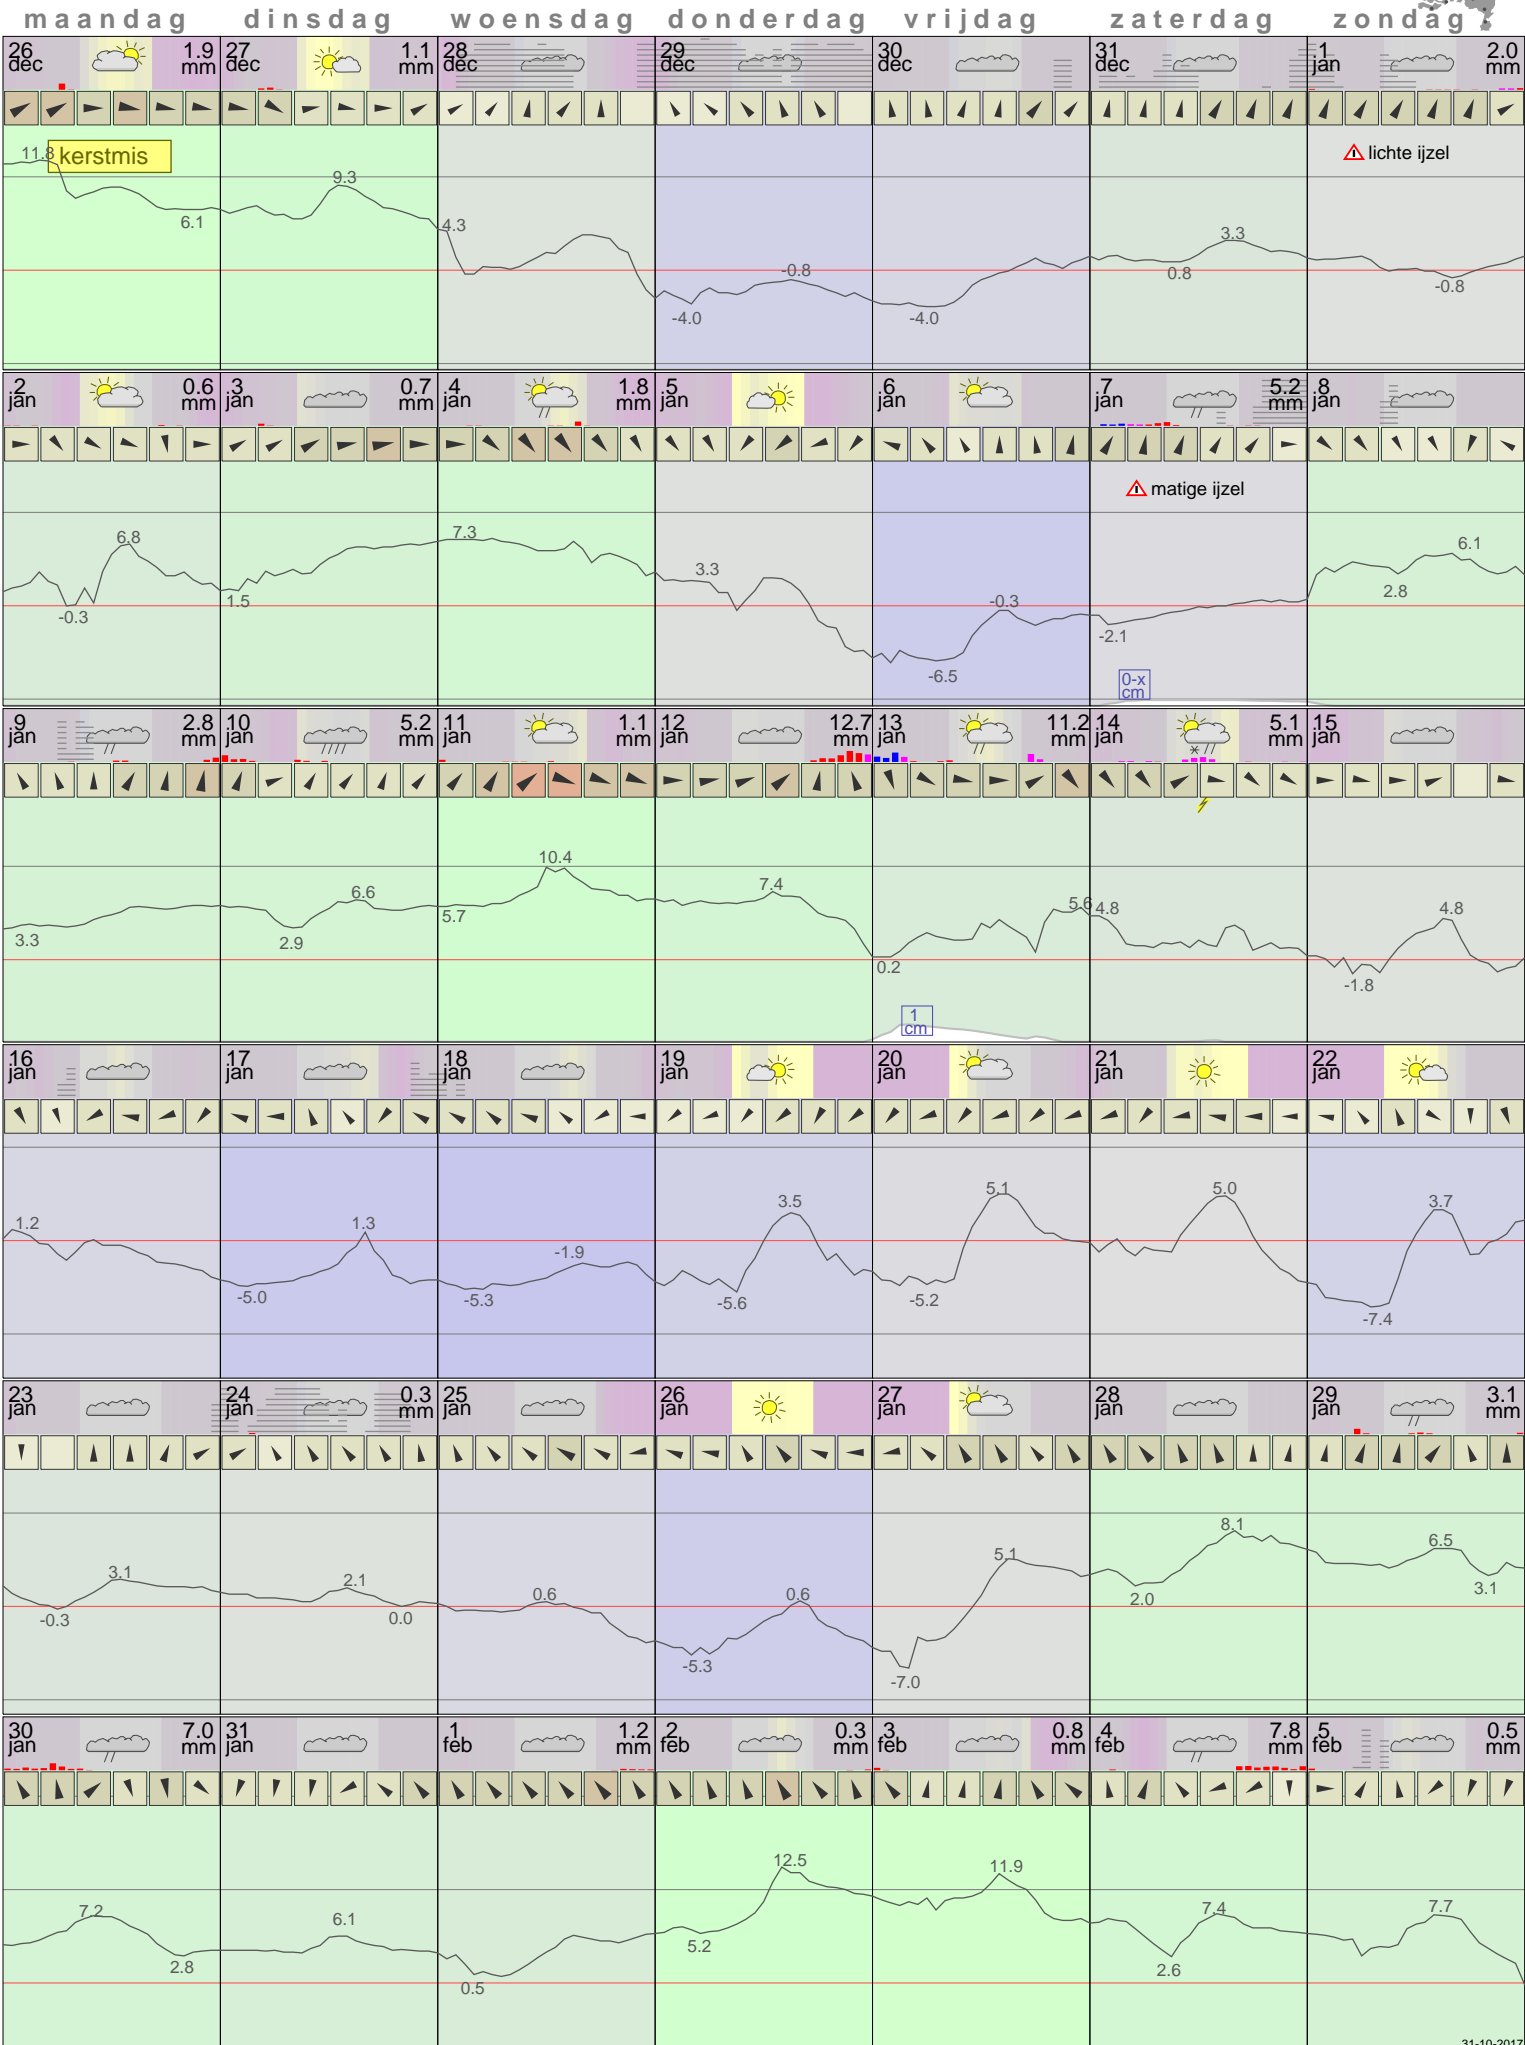 maandag dinsdag woensdag donderdag vrijdag zaterdag zondag
26 dec 1.9 mm 27 dec 1.1 mm 28 dec 29 dec 30 dec 31 dec 1 jan 2.0 mm
kerstmis
lichte ijzel
11.8 6.1 9.3 4.3 -4.0 -0.8 -4.0 0.8 3.3 -0.8
2 jan 0.6 mm 3 jan 0.7 mm 4 jan 1.8 mm 5 jan 6 jan 7 jan 5.2 mm 8 jan
matige ijzel
-0.3 6.8 1.5 7.3 3.3 -6.5 -0.3 -2.1 2.8 6.1
0-x cm
9 jan 2.8 mm 10 jan 5.2 mm 11 jan 1.1 mm 12 jan 12.7 mm 13 jan 11.2 mm 14 jan 5.1 mm 15 jan
3.3 2.9 6.6 5.7 10.4 7.4 0.2 5.6 4.8 -1.8 4.8
1 cm
16 jan 17 jan 18 jan 19 jan 20 jan 21 jan 22 jan
1.2 -5.0 1.3 -5.3 -1.9 -5.6 3.5 -5.2 5.1 5.0 -7.4 3.7
23 jan 24 jan 0.3 mm 25 jan 26 jan 27 jan 28 jan 29 jan 3.1 mm
-0.3 3.1 2.1 0.0 0.6 -5.3 0.6 -7.0 5.1 2.0 8.1 6.5 3.1
30 jan 7.0 mm 31 jan 1 feb 1.2 mm 2 feb 0.3 mm 3 feb 0.8 mm 4 feb 7.8 mm 5 feb 0.5 mm
7.2 2.8 6.1 0.5 5.2 12.5 11.9 2.6 7.4 7.7
31-10-2017